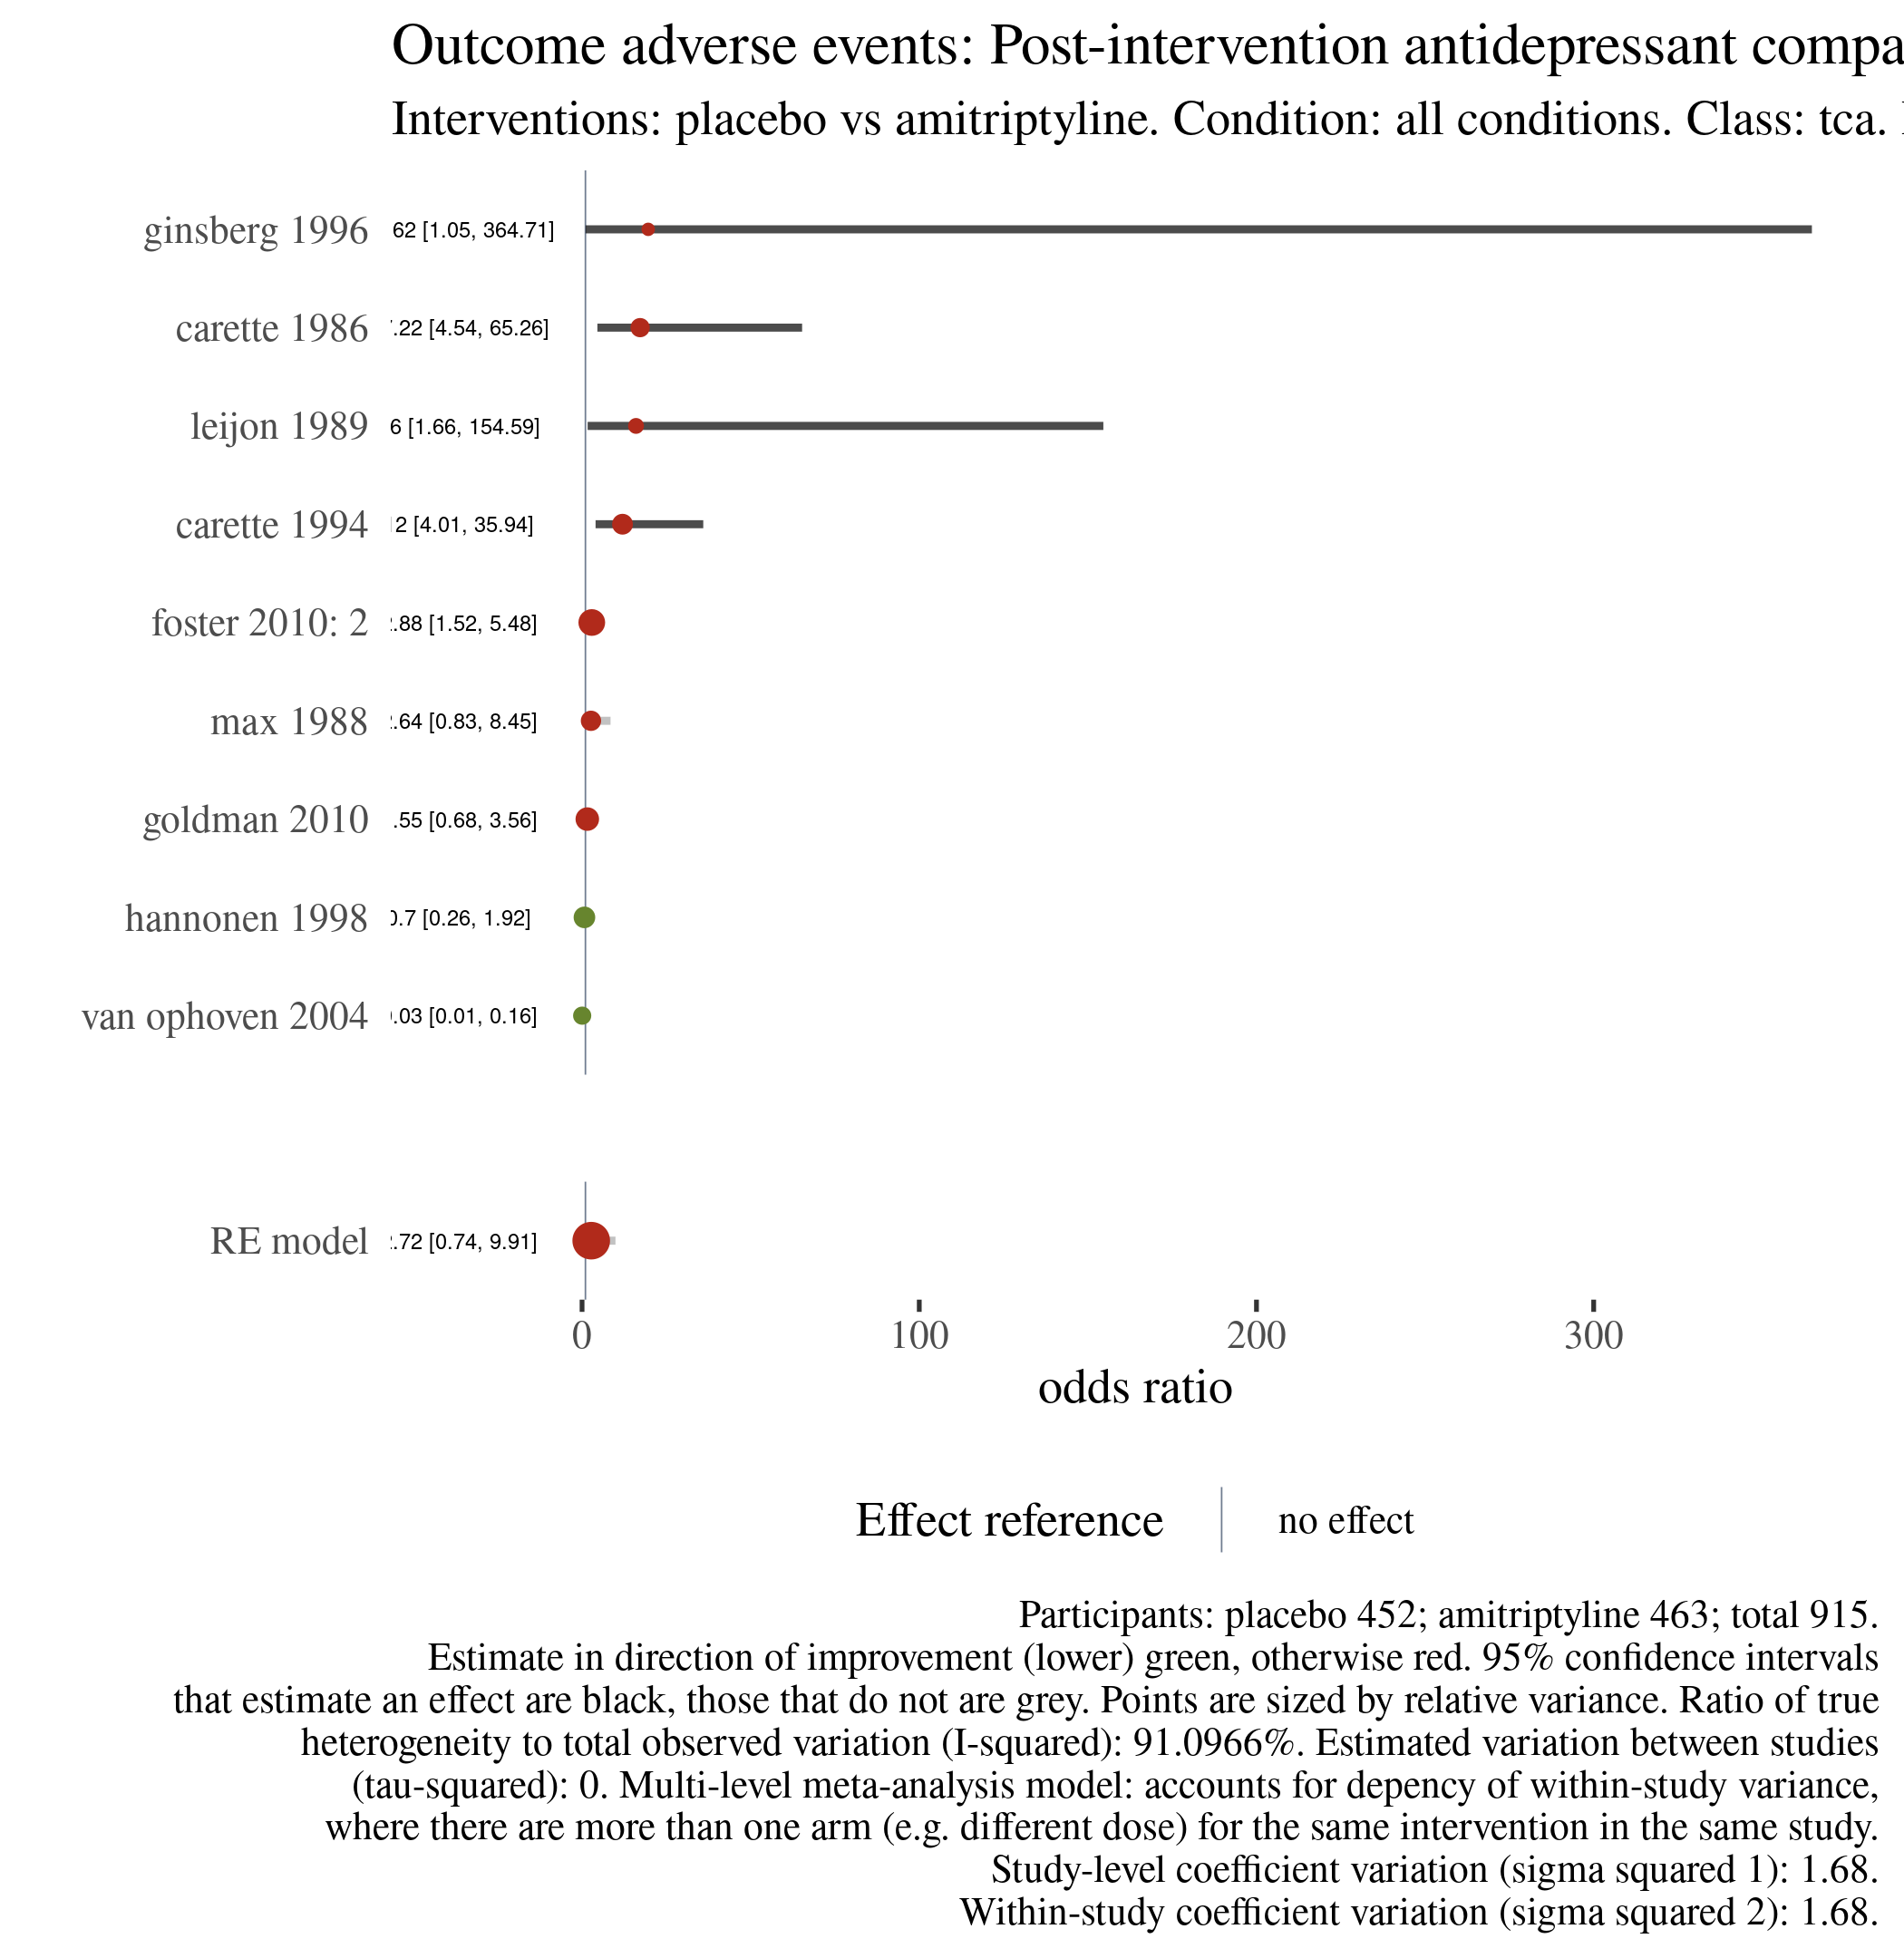 Outcome adverse events: Post-intervention antidepressant compa
Interventions: placebo vs amitriptyline. Condition: all conditions. Class: tca.
ginsberg 1996 62 [1.05, 364.71]
carette 1986 .22 [4.54, 65.26]
leijon 1989 6 [1.66, 154.59]
carette 1994 2 [4.01, 35.94]
foster 2010: 2 .88 [1.52, 5.48]
max 1988 .64 [0.83, 8.45]
goldman 2010 .55 [0.68, 3.56]
hannonen 1998 0.7 [0.26, 1.92]
van ophoven 2004 .03 [0.01, 0.16]
RE model .72 [0.74, 9.91]
0 100 200 300
odds ratio
Effect reference no effect
Participants: placebo 452; amitriptyline 463; total 915.
Estimate in direction of improvement (lower) green, otherwise red. 95% confidence intervals
that estimate an effect are black, those that do not are grey. Points are sized by relative variance. Ratio of true
heterogeneity to total observed variation (I-squared): 91.0966%. Estimated variation between studies
(tau-squared): 0. Multi-level meta-analysis model: accounts for depency of within-study variance,
where there are more than one arm (e.g. different dose) for the same intervention in the same study.
Study-level coefficient variation (sigma squared 1): 1.68.
Within-study coefficient variation (sigma squared 2): 1.68.